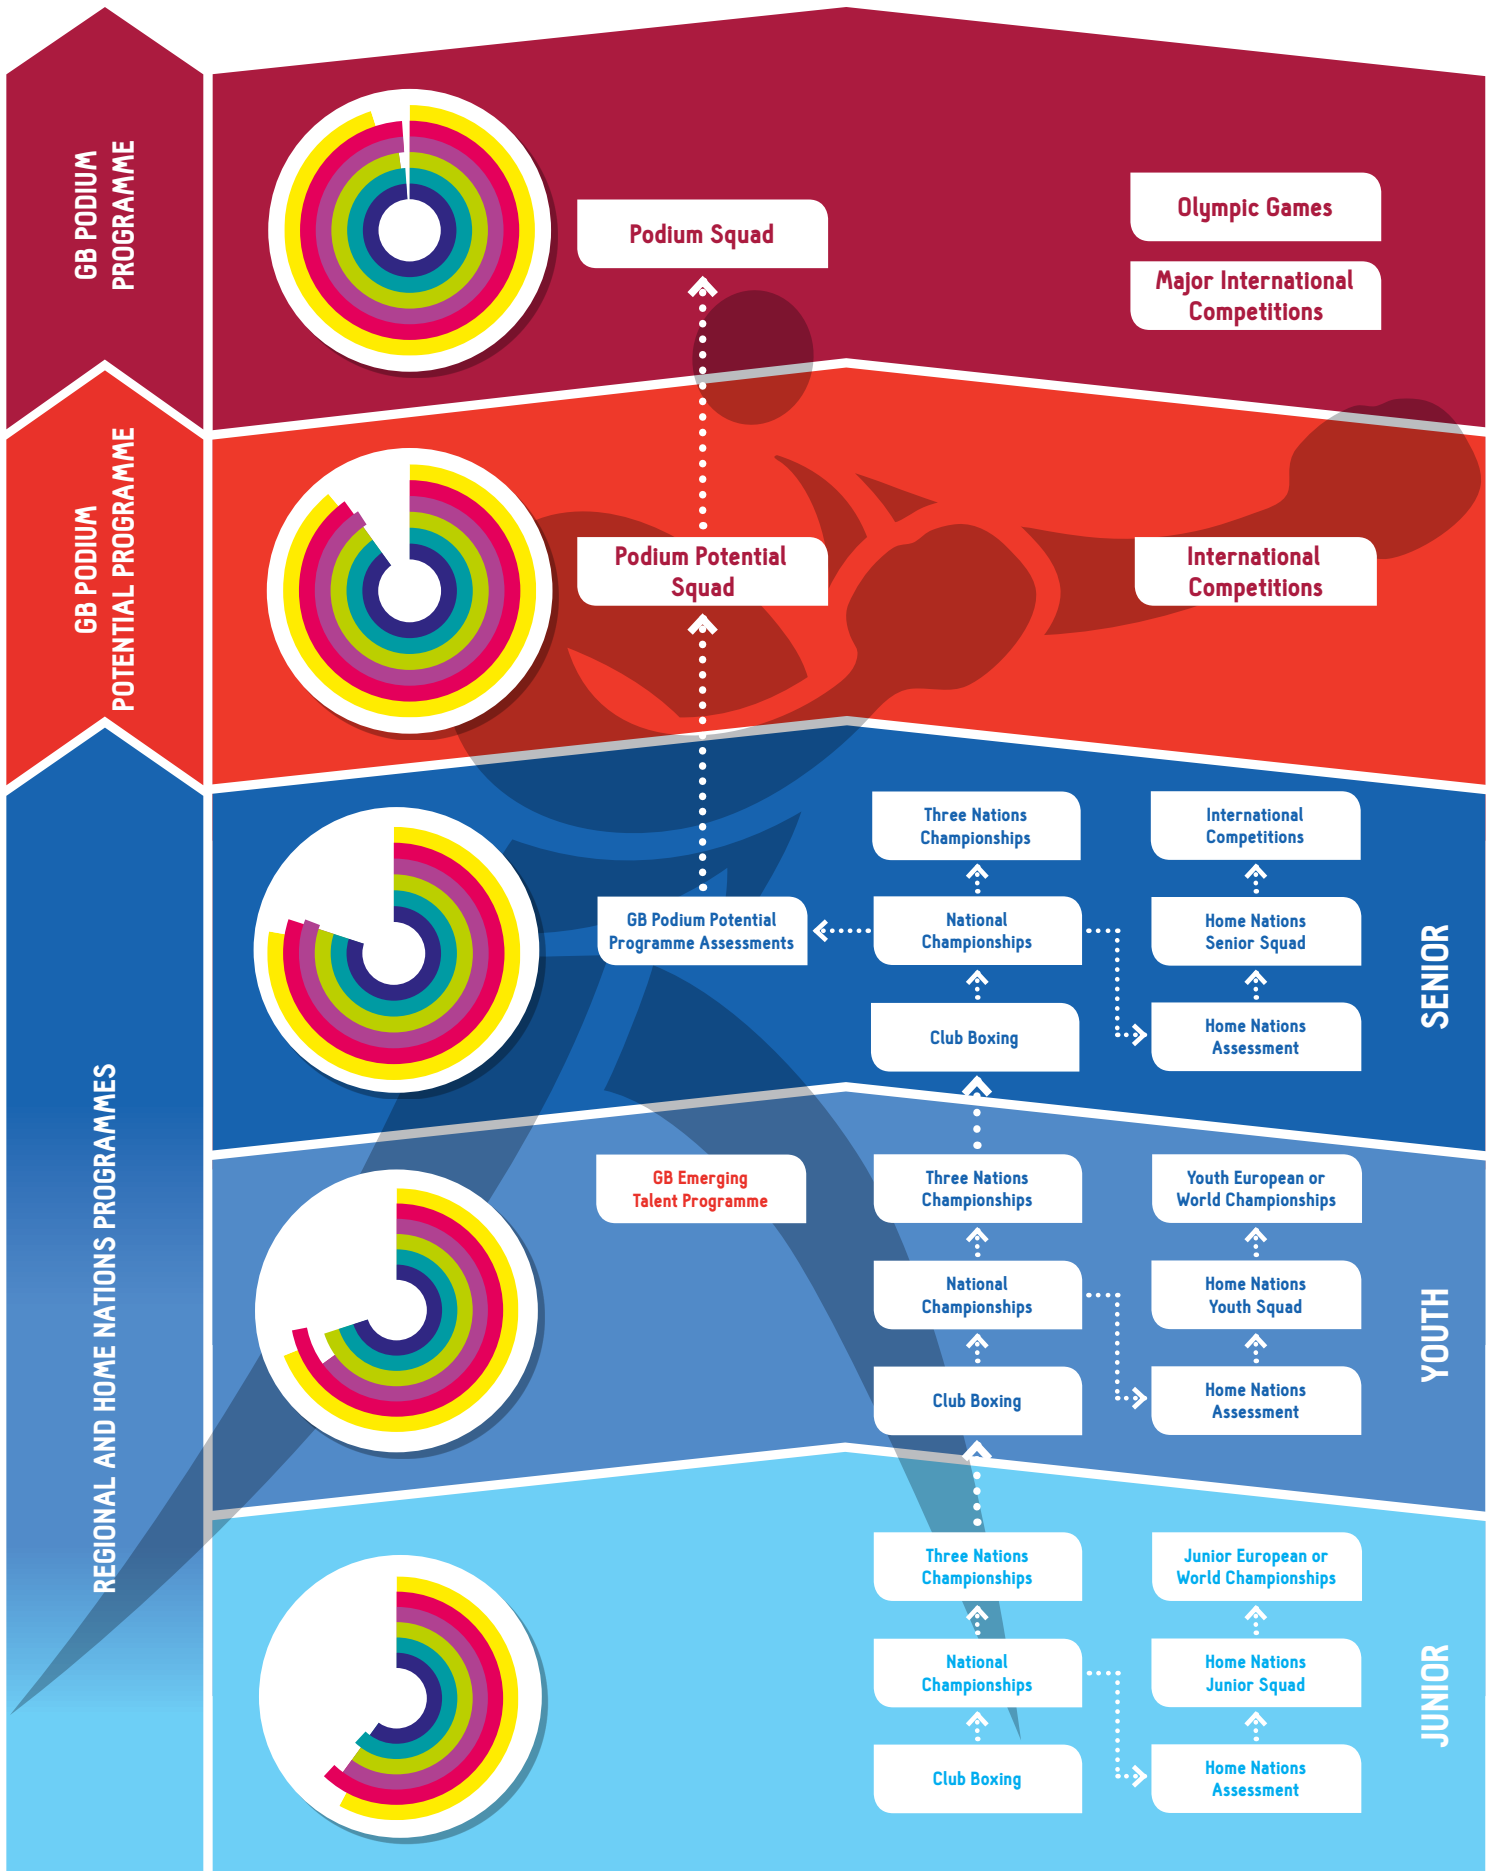 GB PODIUM
PROGRAMME
Podium Squad
Olympic Games
Major International
Competitions
GB PODIUM
POTENTIAL PROGRAMME
Podium Potential
Squad
International
Competitions
REGIONAL AND HOME NATIONS PROGRAMMES
SENIOR
Three Nations
Championships
International
Competitions
GB Podium Potential
Programme Assessments
National
Championships
Home Nations
Senior Squad
Club Boxing
Home Nations
Assessment
YOUTH
GB Emerging
Talent Programme
Three Nations
Championships
Youth European or
World Championships
National
Championships
Home Nations
Youth Squad
Club Boxing
Home Nations
Assessment
JUNIOR
Three Nations
Championships
Junior European or
World Championships
National
Championships
Home Nations
Junior Squad
Club Boxing
Home Nations
Assessment